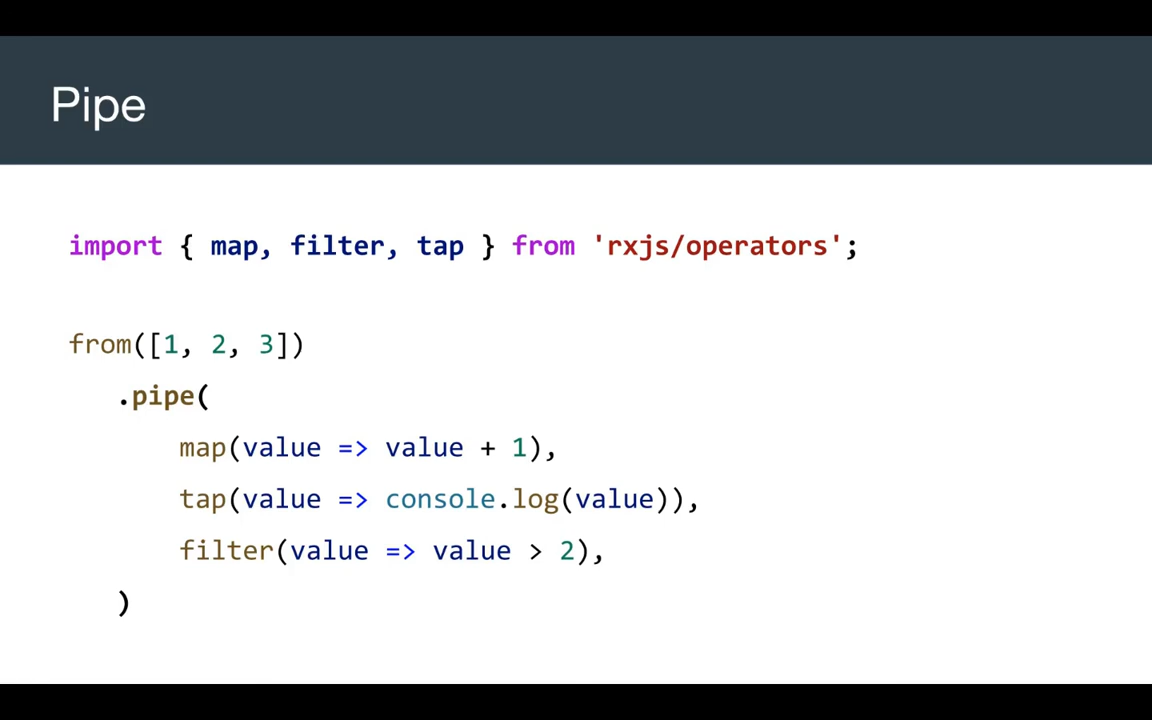 Pipe
import { map, filter, tap } from 'rxjs/operators';
from([1, 2, 3])
.pipe(
map(value => value + 1),
tap(value => console.log(value)),
filter(value => value > 2),
)